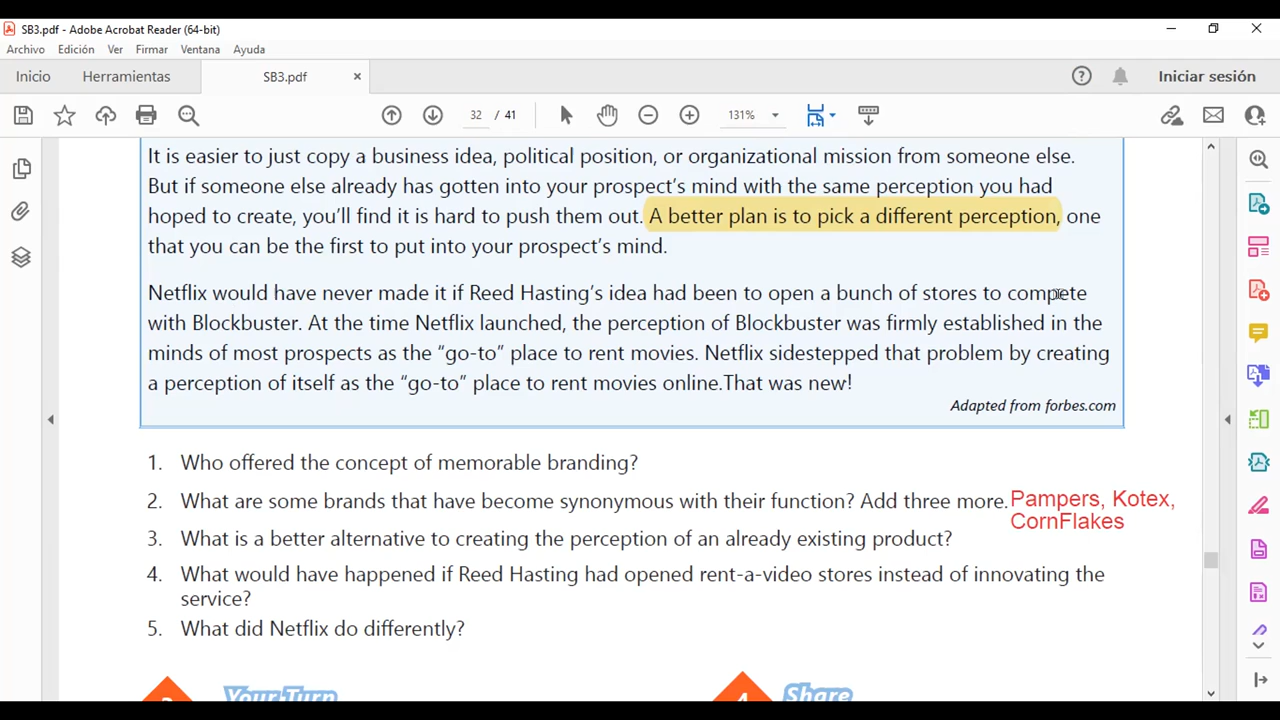 SB3.pdf - Adobe Acrobat Reader (64-bit)
Archivo Edición Ver Firmar Ventana Ayuda
Inicio Herramientas SB3.pdf × Iniciar sesión
32 / 41 131%
It is easier to just copy a business idea, political position, or organizational mission from someone else.
But if someone else already has gotten into your prospect's mind with the same perception you had
hoped to create, you'll find it is hard to push them out. A better plan is to pick a different perception, one
that you can be the first to put into your prospect's mind.
Netflix would have never made it if Reed Hasting's idea had been to open a bunch of stores to compete
with Blockbuster. At the time Netflix launched, the perception of Blockbuster was firmly established in the
minds of most prospects as the “go-to” place to rent movies. Netflix sidestepped that problem by creating
a perception of itself as the “go-to” place to rent movies online.That was new!
Adapted from forbes.com
1. Who offered the concept of memorable branding?
2. What are some brands that have become synonymous with their function? Add three more. Pampers, Kotex,
CornFlakes
3. What is a better alternative to creating the perception of an already existing product?
4. What would have happened if Reed Hasting had opened rent-a-video stores instead of innovating the
service?
5. What did Netflix do differently?
Your Turn Share